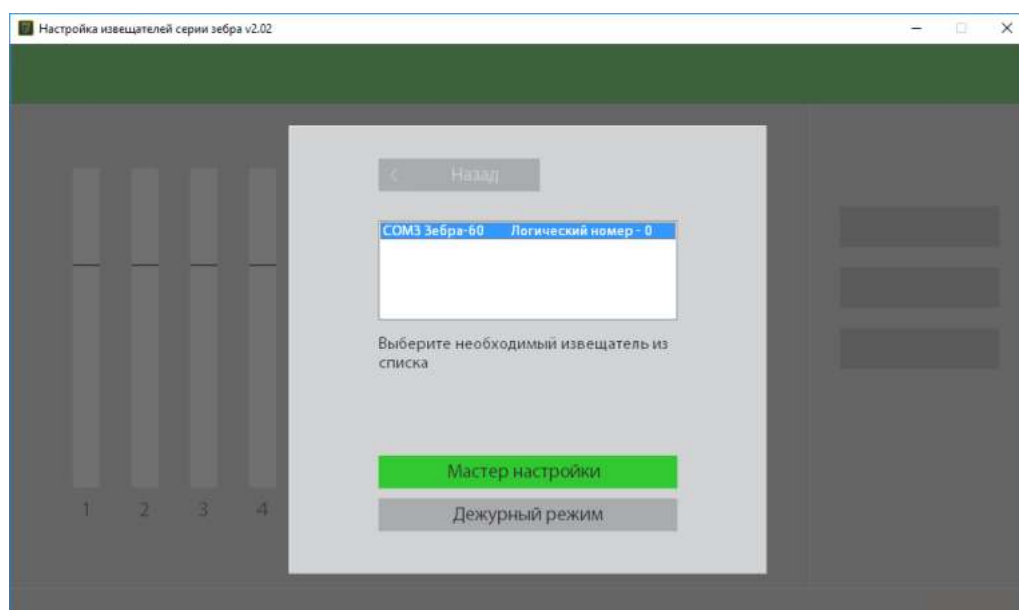 Настройка извещателей серии зебра v2.02
< Назад
COM3 Зебра-60 Логический номер - 0
Выберите необходимый извещатель из
списка
Мастер настройки
Дежурный режим
1 2 3 4